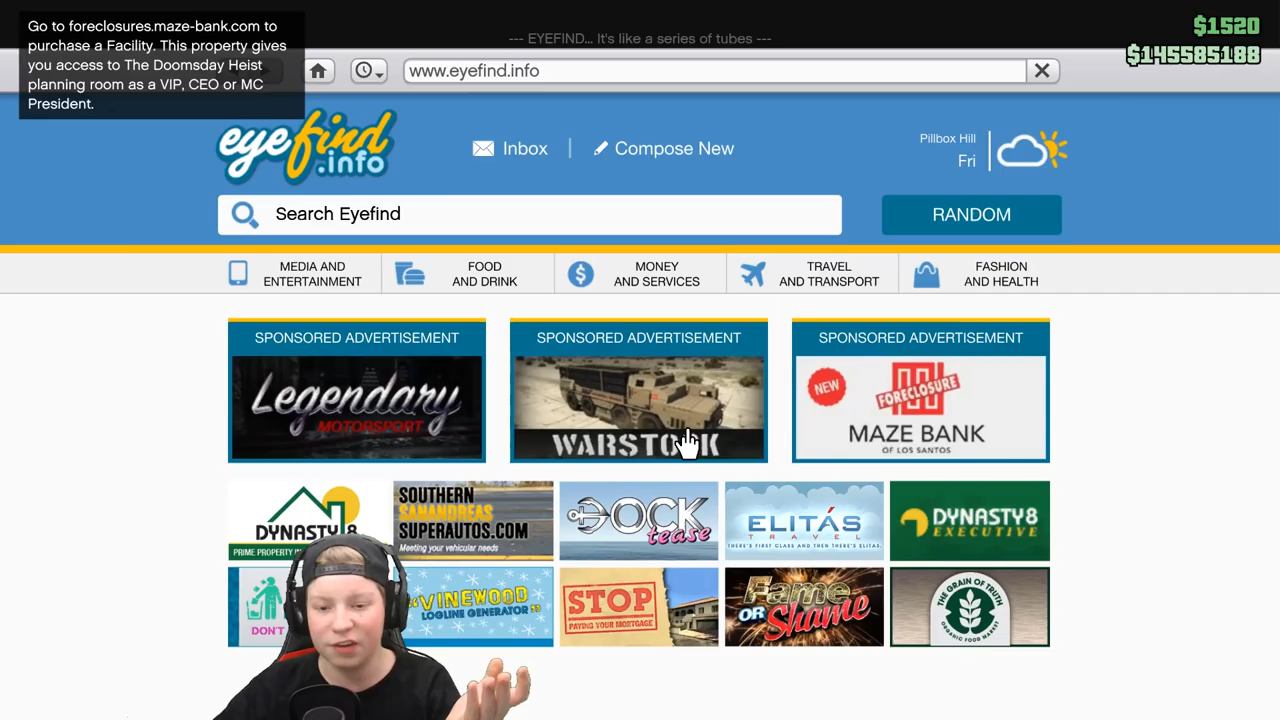 Go to foreclosures.maze-bank.com to
purchase a Facility. This property gives
you access to The Doomsday Heist
planning room as a VIP, CEO or MC
President.
--- EYEFIND... It's like a series of tubes ---
$1520
$145585188
www.eyefind.info
eyefind
.info
Inbox
Compose New
Pillbox Hill
Fri
Search Eyefind
RANDOM
MEDIA AND
ENTERTAINMENT
FOOD
AND DRINK
MONEY
AND SERVICES
TRAVEL
AND TRANSPORT
FASHION
AND HEALTH
SPONSORED ADVERTISEMENT
Legendary
MOTORSPORT
SPONSORED ADVERTISEMENT
WARSTOCK
SPONSORED ADVERTISEMENT
NEW
FORECLOSURE
MAZE BANK
OF LOS SANTOS
DYNASTY 8
PRIME PROPERTY IN
SOUTHERN
SANANDREAS
SUPERAUTOS.COM
Meeting your vehicular needs
DOCK
tease
ELITÁS
TRAVEL
THERE'S FIRST CLASS AND THEN THERE'S ELITAS.
DYNASTY 8
EXECUTIVE
DON'T
"VINEWOOD
LOGLINE GENERATOR"
STOP
PAYING YOUR MORTGAGE
Fame
OR Shame
THE GRAIN OF TRUTH
ORGANIC FOOD MARKET